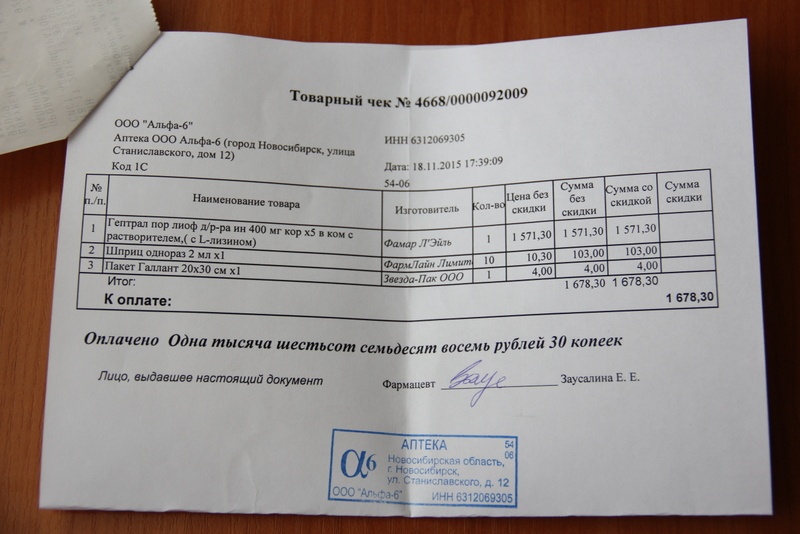 Товарный чек № 4668/0000092009
ООО "Альфа-6"
Аптека ООО Альфа-6 (город Новосибирск, улица
Станиславского, дом 12)
Код 1С
ИНН 6312069305
Дата: 18.11.2015 17:39:09
54-06
№ п./п. Наименование товара Изготовитель Кол-во Цена без скидки Сумма без скидки Сумма со скидкой Сумма скидки
1 Гептрал пор лиоф д/р-ра ин 400 мг кор x5 в ком с
растворителем,( с L-лизином) Фамар Л'Эйль 1 1 571,30 1 571,30 1 571,30
2 Шприц однораз 2 мл x1 ФармЛайн Лимит 10 10,30 103,00 103,00
3 Пакет Галлант 20x30 см x1 Звезда-Пак ООО 1 4,00 4,00 4,00
Итог: 1 678,30 1 678,30
К оплате: 1 678,30
Оплачено Одна тысяча шестьсот семьдесят восемь рублей 30 копеек
Лицо, выдавшее настоящий документ Фармацевт Заусалина Е. Е.
АПТЕКА 54
06
Новосибирская область,
г. Новосибирск,
ул. Станиславского, д. 12
α6
ООО "Альфа-6" ИНН 6312069305